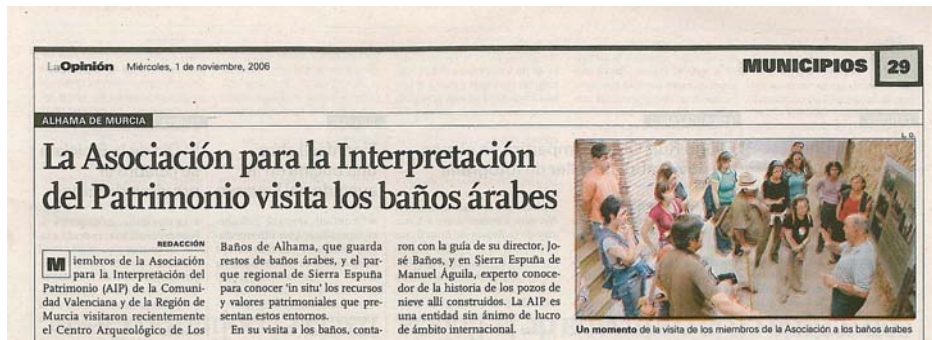 LaOpinión Miércoles, 1 de noviembre, 2006
MUNICIPIOS 29
ALHAMA DE MURCIA
La Asociación para la Interpretación
del Patrimonio visita los baños árabes
REDACCIÓN
Miembros de la Asociación
para la Interpretación del
Patrimonio (AIP) de la Comuni-
dad Valenciana y de la Región de
Murcia visitaron recientemente
el Centro Arqueológico de Los
Baños de Alhama, que guarda
restos de baños árabes, y el par-
que regional de Sierra Espuña
para conocer 'in situ' los recursos
y valores patrimoniales que pre-
sentan estos entornos.
En su visita a los baños, conta-
ron con la guía de su director, Jo-
sé Baños, y en Sierra Espuña de
Manuel Águila, experto conoce-
dor de la historia de los pozos de
nieve allí construidos. La AIP es
una entidad sin ánimo de lucro
de ámbito internacional.
L. O.
Un momento de la visita de los miembros de la Asociación a los baños árabes